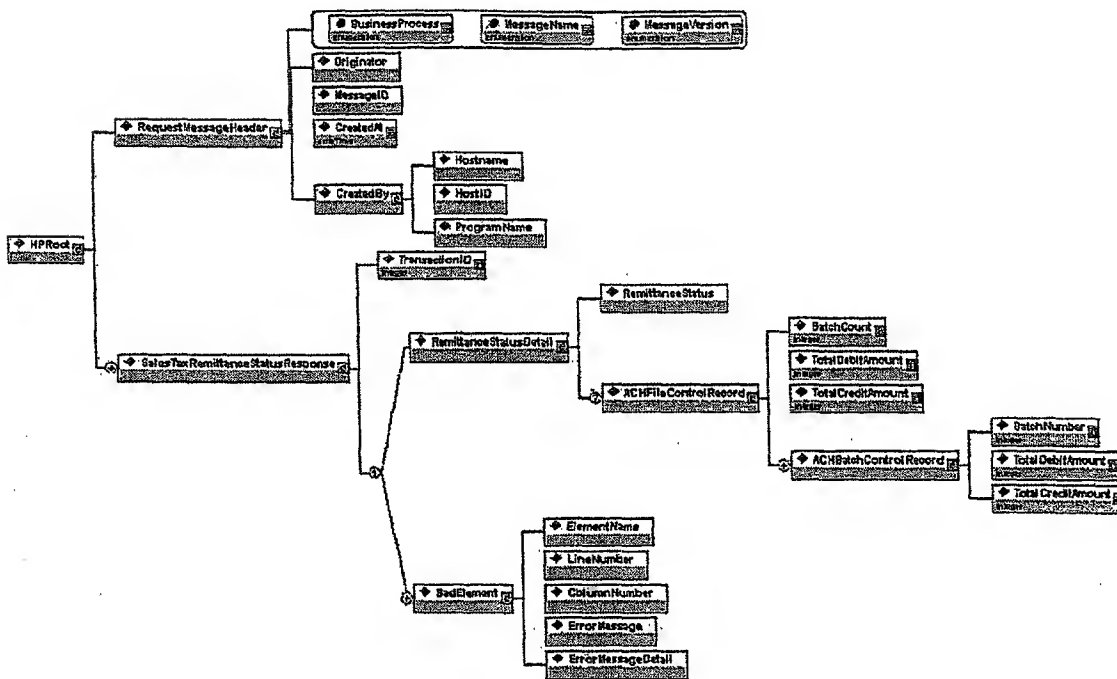 BusinessProcess
MessageName
MessageVersion
Originator
MessageID
RequestMessageHeader
CreatedAt
Hostname
CreatedBy
HostID
ProgramName
HPRoot
TransactionID
RemittanceStatus
BatchCount
RemittanceStatusDetail
TotalDebitAmount
SalesTaxRemittanceStatusResponse
ACHFileControlRecord
TotalCreditAmount
BatchNumber
ACHBatchControlRecord
TotalDebitAmount
TotalCreditAmount
ElementName
LineNumber
BadElement
ColumnNumber
ErrorMessage
ErrorMessageDetail